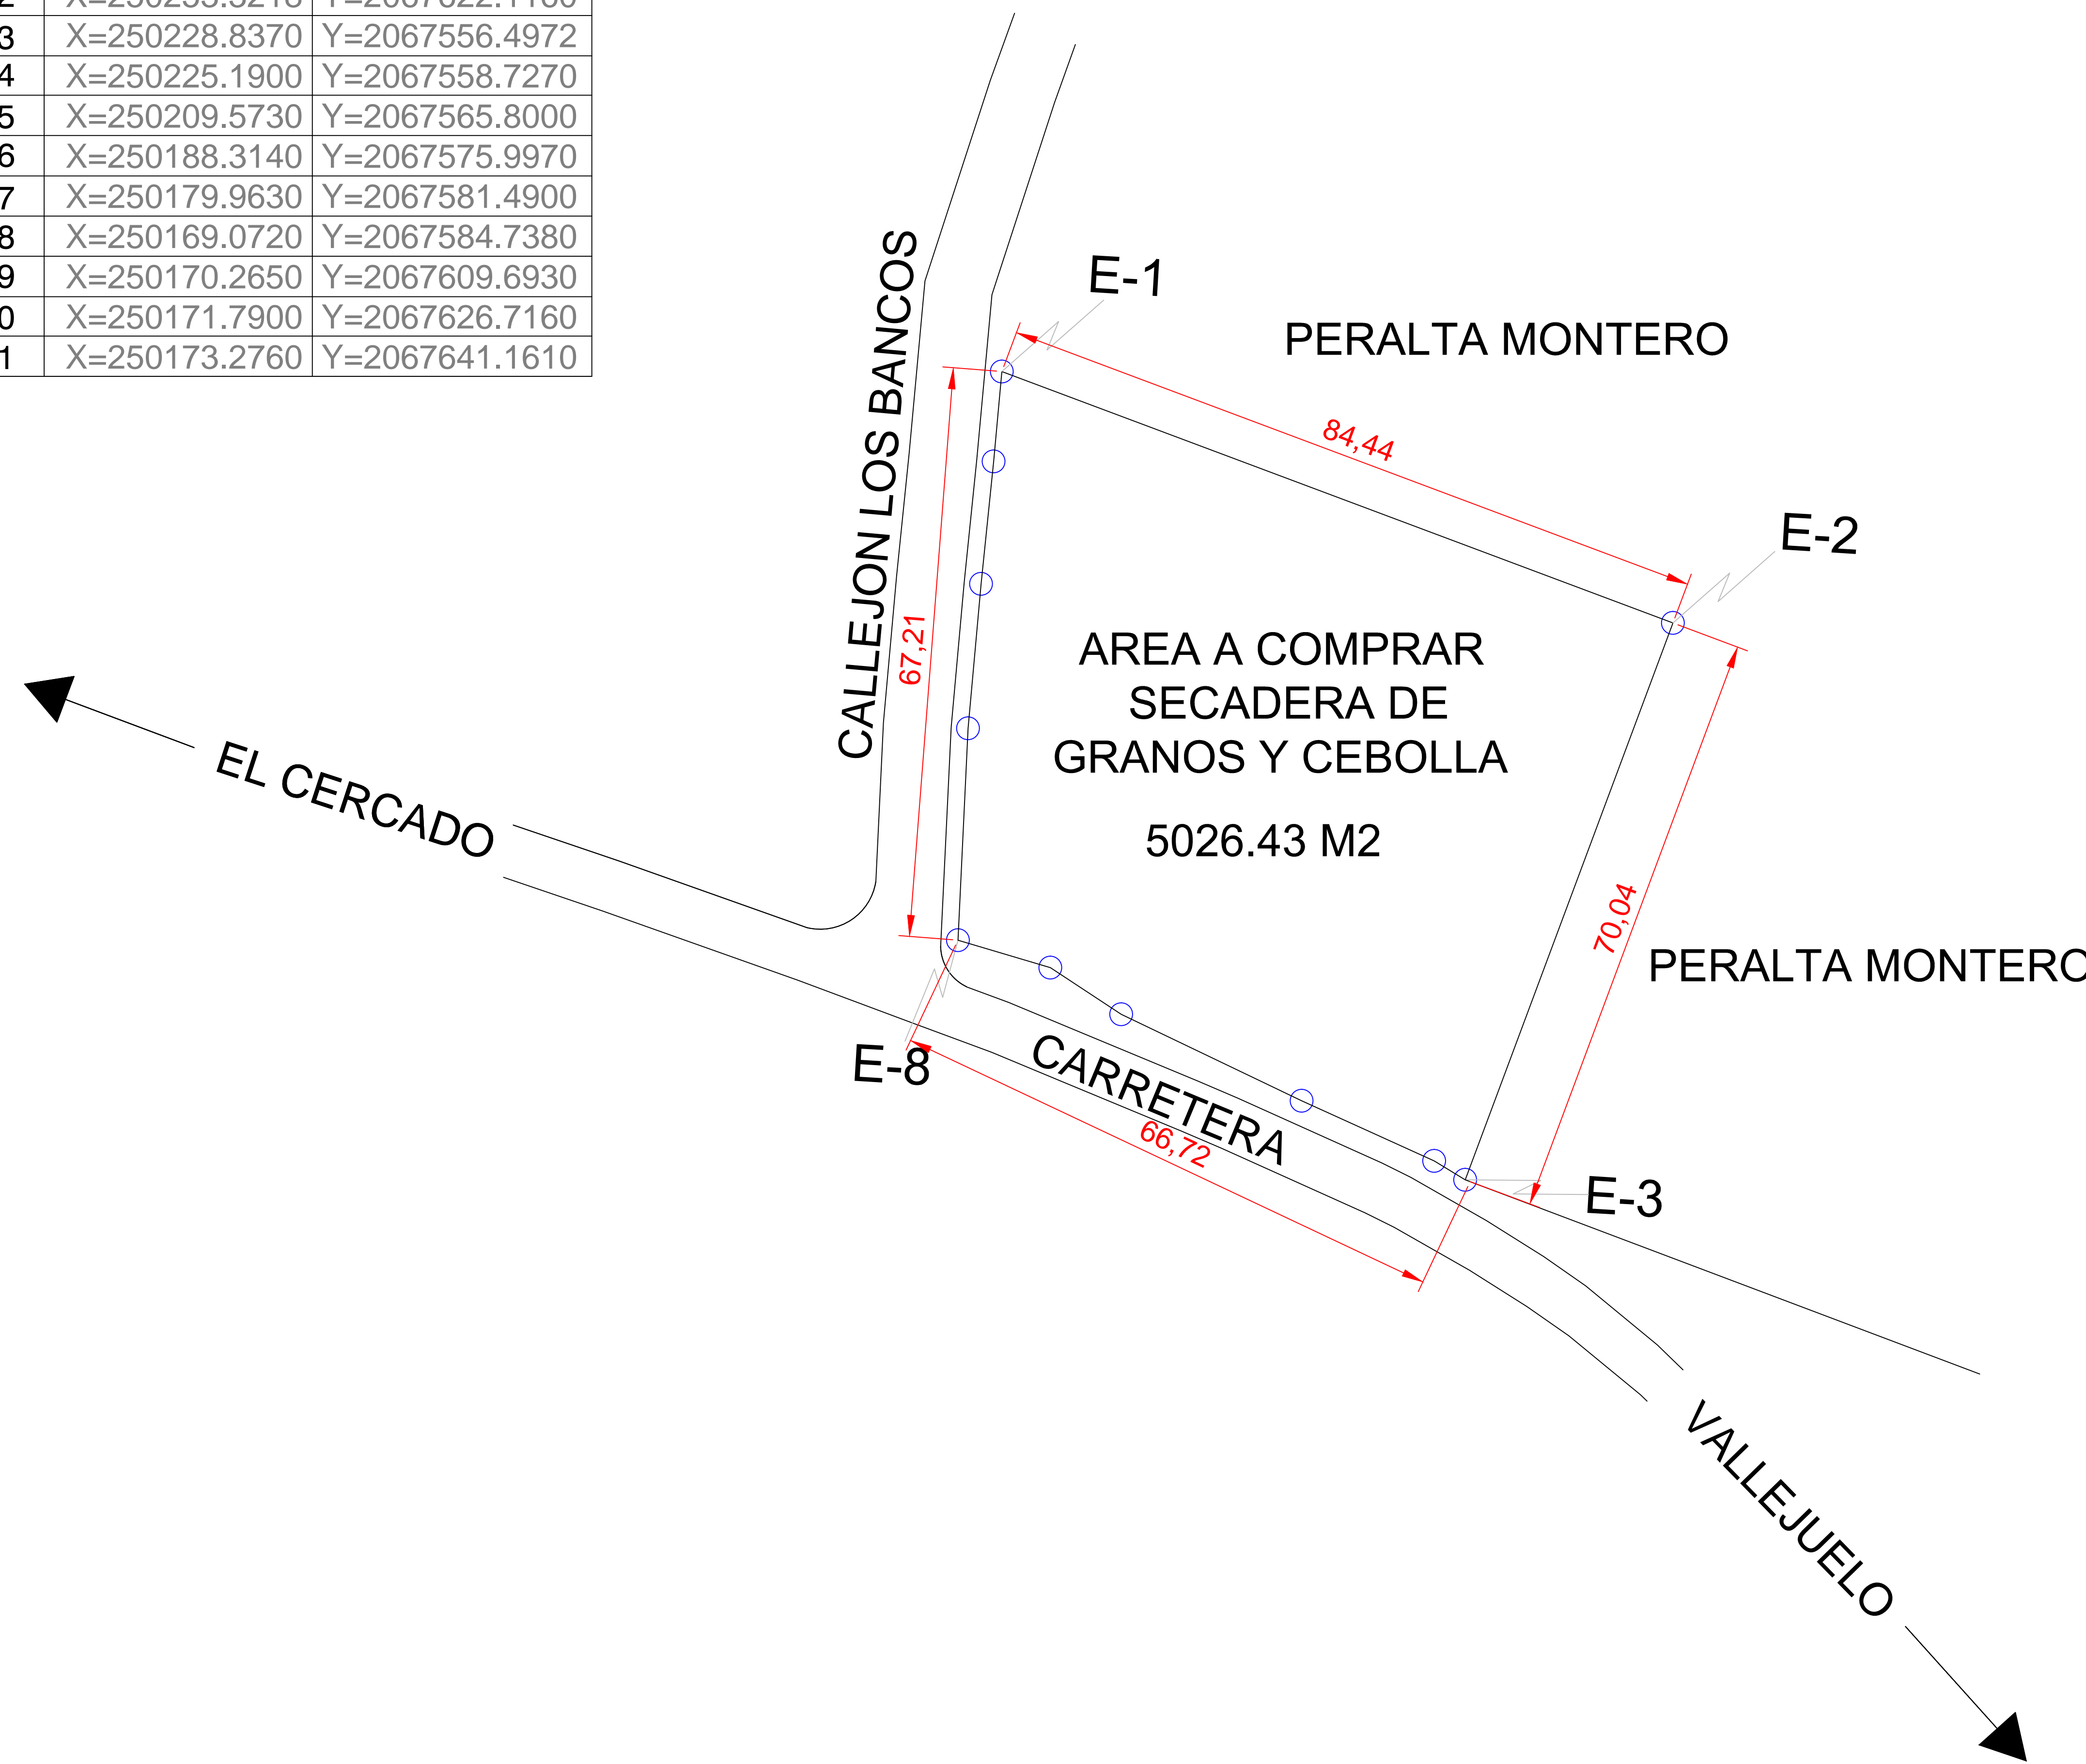 3 X=250228.8370 Y=2067556.4972
4 X=250225.1900 Y=2067558.7270
5 X=250209.5730 Y=2067565.8000
6 X=250188.3140 Y=2067575.9970
7 X=250179.9630 Y=2067581.4900
8 X=250169.0720 Y=2067584.7380
9 X=250170.2650 Y=2067609.6930
0 X=250171.7900 Y=2067626.7160
1 X=250173.2760 Y=2067641.1610
E-1
PERALTA MONTERO
84,44
E-2
CALLEJON LOS BANCOS
67,21
AREA A COMPRAR
SECADERA DE
GRANOS Y CEBOLLA
5026.43 M2
EL CERCADO
70,04
PERALTA MONTERO
E-8
CARRETERA
66,72
E-3
VALLEJUELO